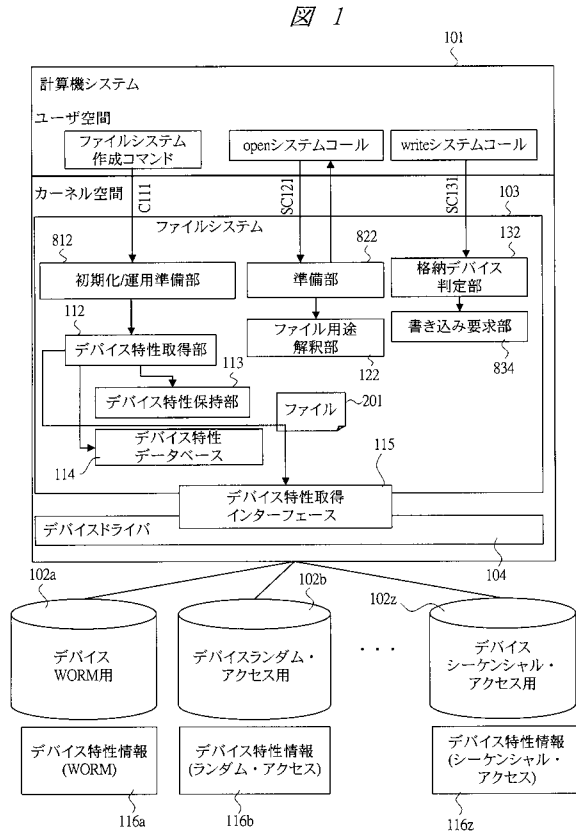 図 1
101
計算機システム
ユーザ空間
ファイルシステム
作成コマンド
openシステムコール
writeシステムコール
カーネル空間
C111
SC121
SC131
103
ファイルシステム
812
822
132
初期化/運用準備部
準備部
格納デバイス
判定部
112
デバイス特性取得部
ファイル用途
解釈部
122
書き込み要求部
834
113
デバイス特性保持部
ファイル
201
デバイス特性
データベース
114
115
デバイス特性取得
インターフェース
デバイスドライバ
104
102a
102b
102z
デバイス
WORM用
デバイスランダム・
アクセス用
・・・
デバイス
シーケンシャル・
アクセス用
デバイス特性情報
(WORM)
デバイス特性情報
(ランダム・アクセス)
デバイス特性情報
(シーケンシャル・
アクセス)
116a
116b
116z